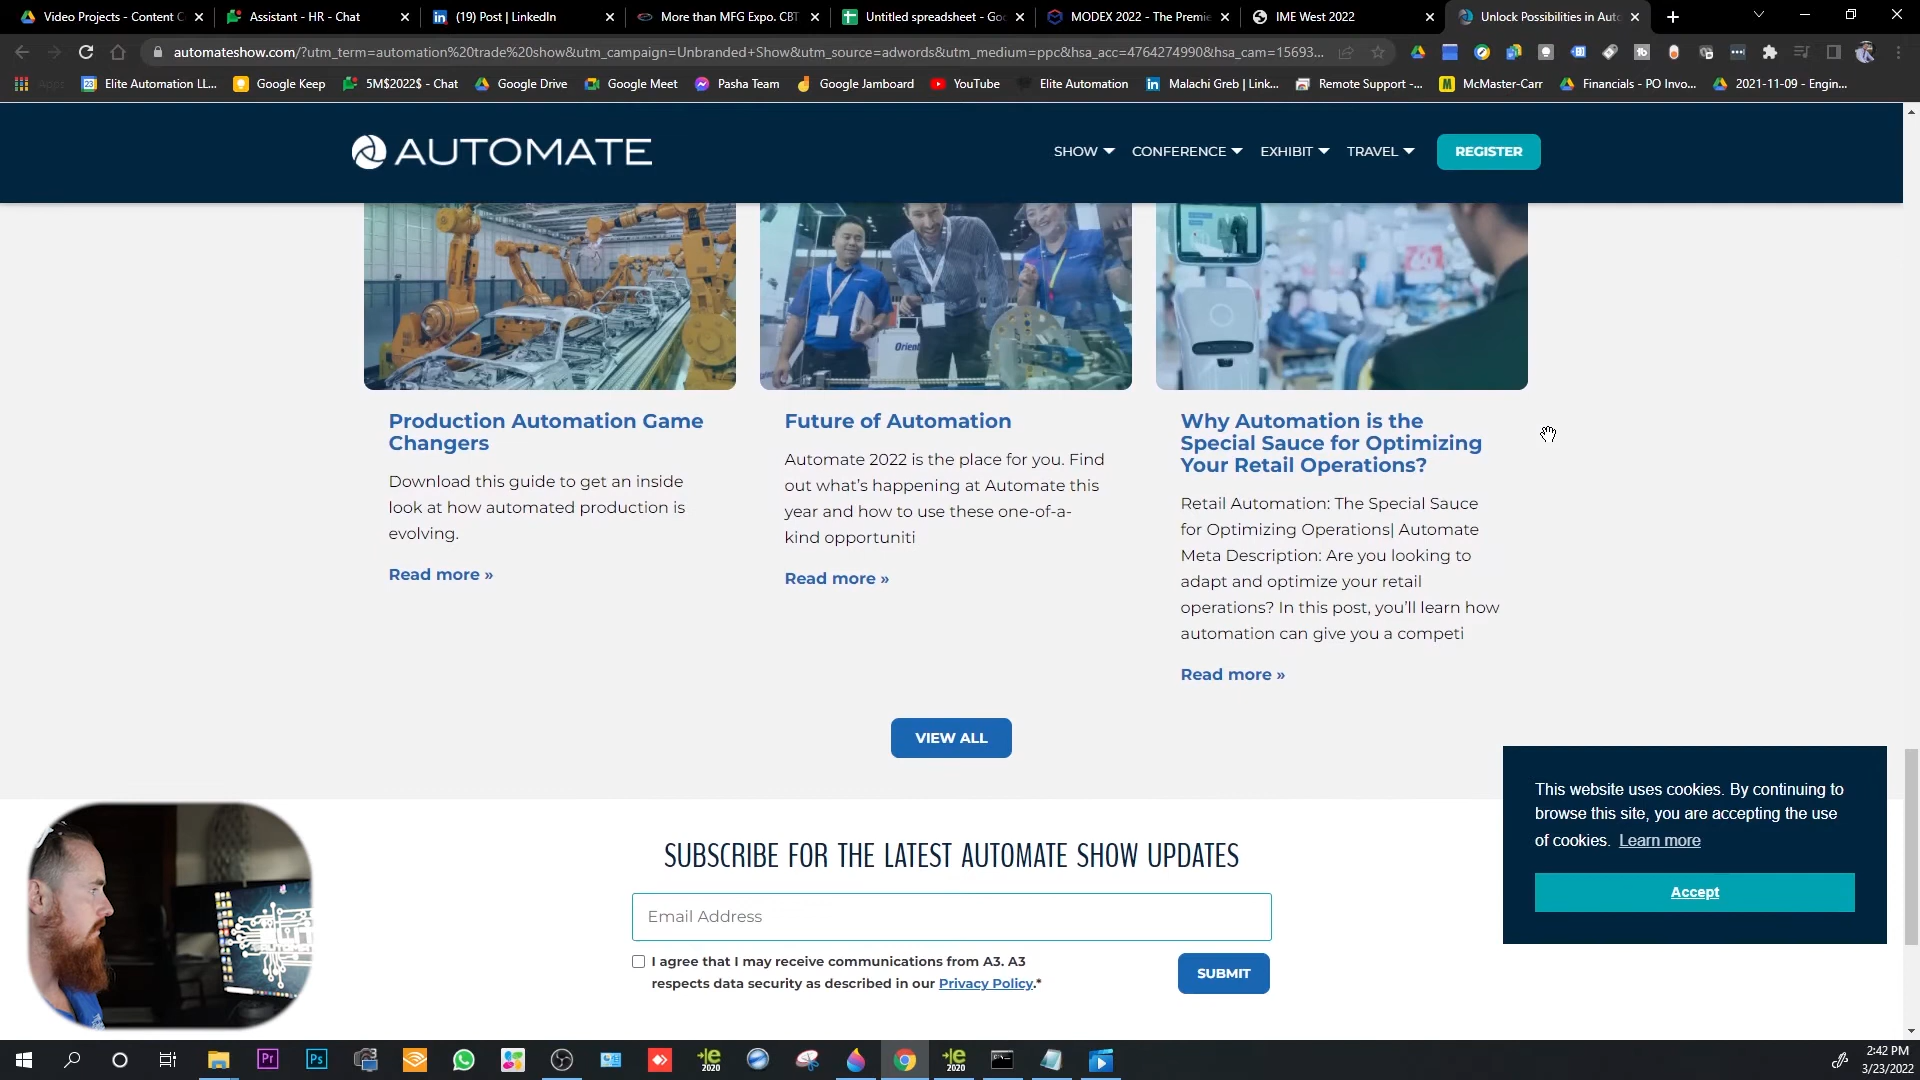 Video Projects - Content C
Assistant - HR - Chat
(19) Post | LinkedIn
More than MFG Expo. CBT
Untitled spreadsheet - Goo
MODEX 2022 - The Premie
IME West 2022
Unlock Possibilities in Auto
automateshow.com/?utm_term=automation%20trade%20show&utm_campaign=Unbranded+Show&utm_source=adwords&utm_medium=ppc&hsa_acc=4764274990&hsa_cam=15693...
Apps
Elite Automation LL...
Google Keep
5M$2022$ - Chat
Google Drive
Google Meet
Pasha Team
Google Jamboard
YouTube
Elite Automation
Malachi Greb | Link...
Remote Support -...
McMaster-Carr
Financials - PO Invo...
2021-11-09 - Engin...
AUTOMATE
SHOW
CONFERENCE
EXHIBIT
TRAVEL
REGISTER
Orient
Production Automation Game
Changers
Download this guide to get an inside
look at how automated production is
evolving.
Read more »
Future of Automation
Automate 2022 is the place for you. Find
out what's happening at Automate this
year and how to use these one-of-a-
kind opportuniti
Read more »
Why Automation is the
Special Sauce for Optimizing
Your Retail Operations?
Retail Automation: The Special Sauce
for Optimizing Operations| Automate
Meta Description: Are you looking to
adapt and optimize your retail
operations? In this post, you'll learn how
automation can give you a competi
Read more »
VIEW ALL
This website uses cookies. By continuing to
browse this site, you are accepting the use
of cookies. Learn more
Accept
SUBSCRIBE FOR THE LATEST AUTOMATE SHOW UPDATES
Email Address
I agree that I may receive communications from A3. A3
respects data security as described in our Privacy Policy.*
SUBMIT
2:42 PM
3/23/2022